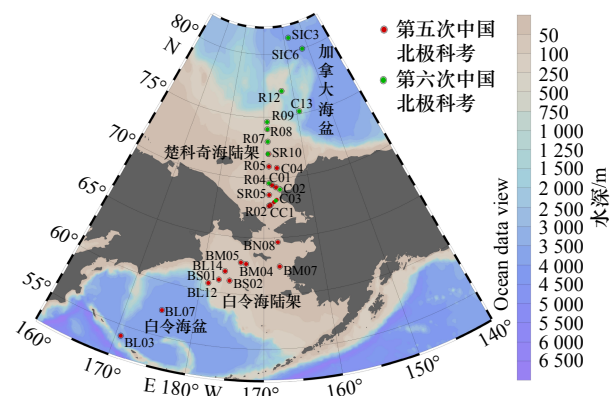 80°
N
75°
70°
65°
60°
55°
160°
170°
E 180° W
170°
160°
150°
140°
SIC3
SIC6
加拿大海盆
R12
C13
R09
R08
R07
SR10
楚科奇海陆架
R05
C04
R04
C01
C02
SR05
C03
R02
CC1
BN08
BM05
BL14
BM04
BM07
BS01
BS02
BL12
白令海陆架
BL07
白令海盆
BL03
第五次中国
北极科考
第六次中国
北极科考
50
100
250
500
750
1 000
1 250
1 500
2 000
2 500
3 000
3 500
4 000
4 500
5 000
5 500
6 000
6 500
Ocean data view
水深/m